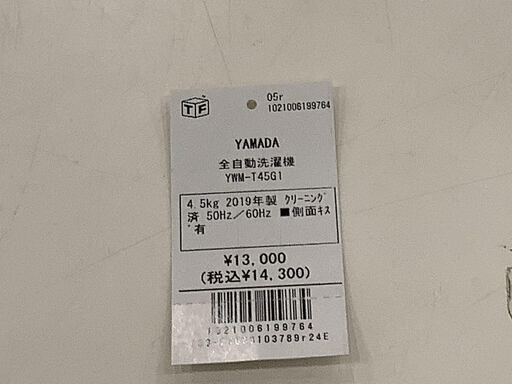 TF
05r
1021006199764
YAMADA
全自動洗濯機
YWM-T45G1
4.5kg 2019年製 クリーニング
済 50Hz／60Hz ■側面キズ
有
¥13,000
(税込¥14,300)
1021006199764